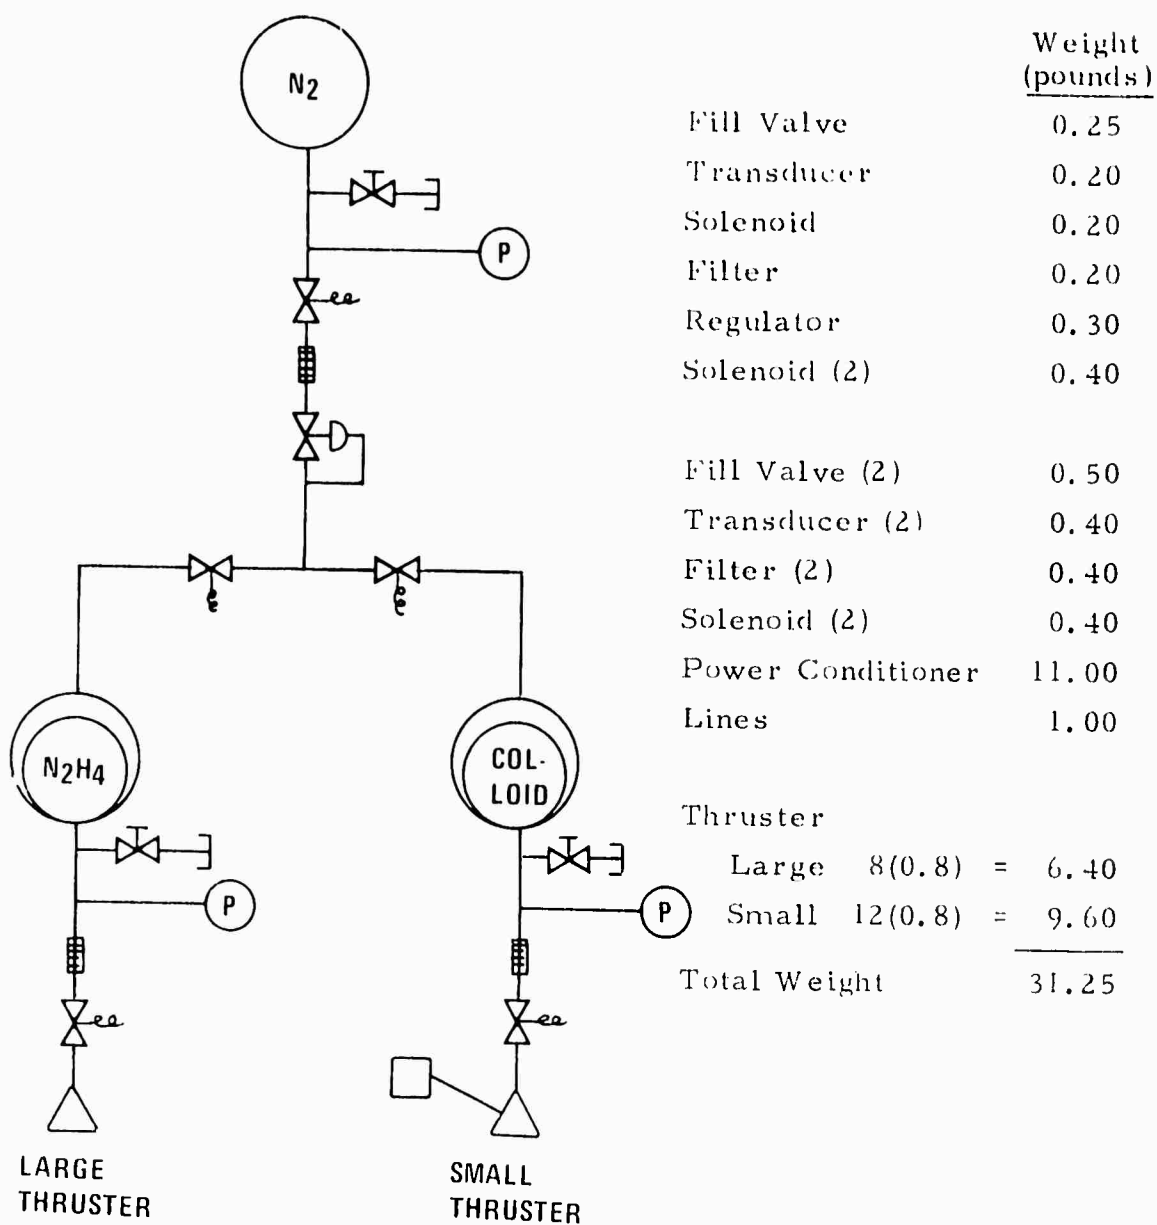 N2
P
N2H4
COL-
LOID
P
P
LARGE
THRUSTER
SMALL
THRUSTER
Weight
(pounds)
Fill Valve 0.25
Transducer 0.20
Solenoid 0.20
Filter 0.20
Regulator 0.30
Solenoid (2) 0.40
Fill Valve (2) 0.50
Transducer (2) 0.40
Filter (2) 0.40
Solenoid (2) 0.40
Power Conditioner 11.00
Lines 1.00
Thruster
Large 8(0.8) = 6.40
Small 12(0.8) = 9.60
Total Weight 31.25